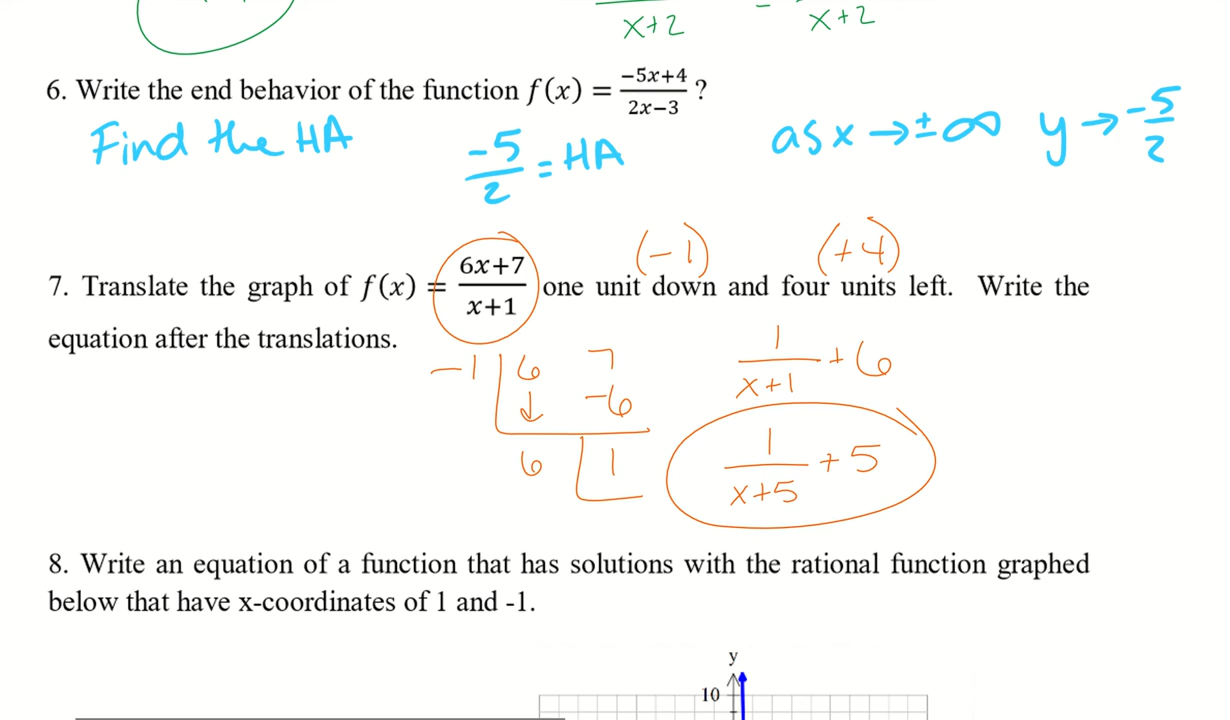 x+2 = x+2
6. Write the end behavior of the function f(x) = (-5x+4)/(2x-3) ?
Find the HA -5/2 = HA as x → ± ∞ y → -5/2
(-1) (+4)
7. Translate the graph of f(x) = (6x+7)/(x+1) one unit down and four units left. Write the
equation after the translations.
-1 | 6 7 1/(x+1) + 6
↓ -6
6 | 1 1/(x+5) + 5
8. Write an equation of a function that has solutions with the rational function graphed
below that have x-coordinates of 1 and -1.
y
10